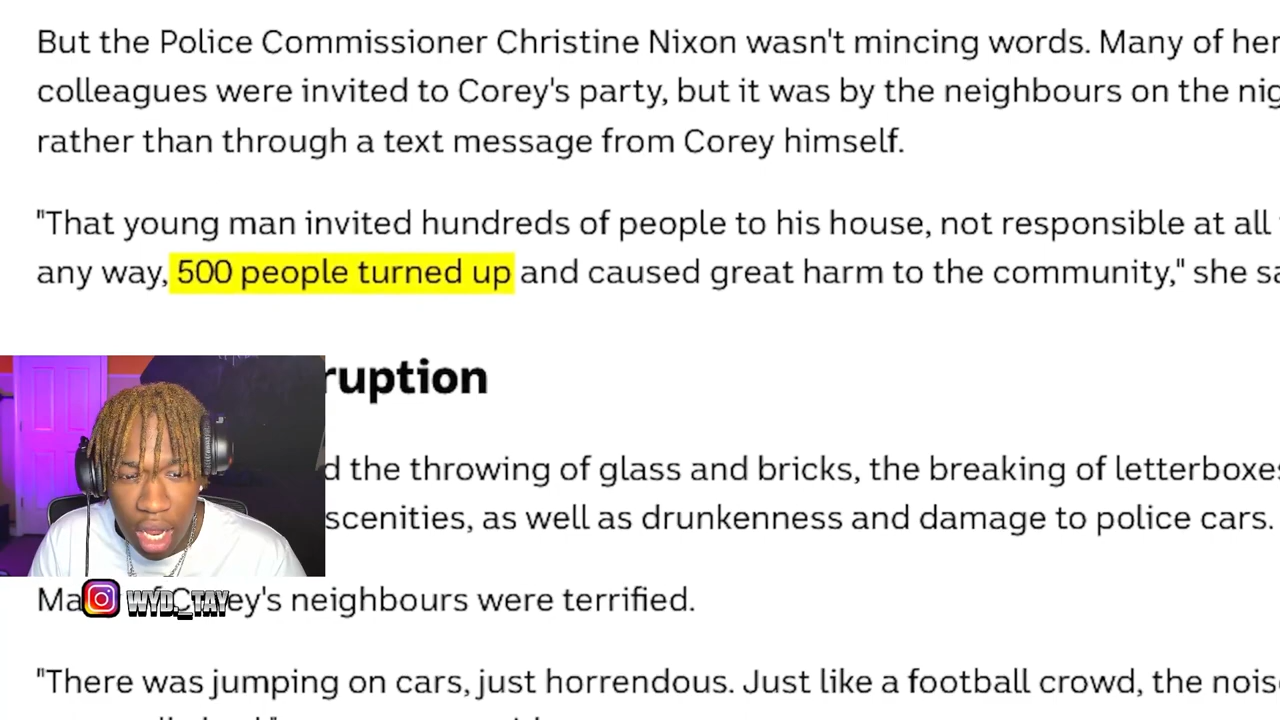 But the Police Commissioner Christine Nixon wasn't mincing words. Many of her
colleagues were invited to Corey's party, but it was by the neighbours on the
rather than through a text message from Corey himself.
"That young man invited hundreds of people to his house, not responsible at all
any way, 500 people turned up and caused great harm to the community," she
ruption
d the throwing of glass and bricks, the breaking of letterboxes
scenities, as well as drunkenness and damage to police cars.
Ma ey's neighbours were terrified.
WYD_TAY
"There was jumping on cars, just horrendous. Just like a football crowd, the